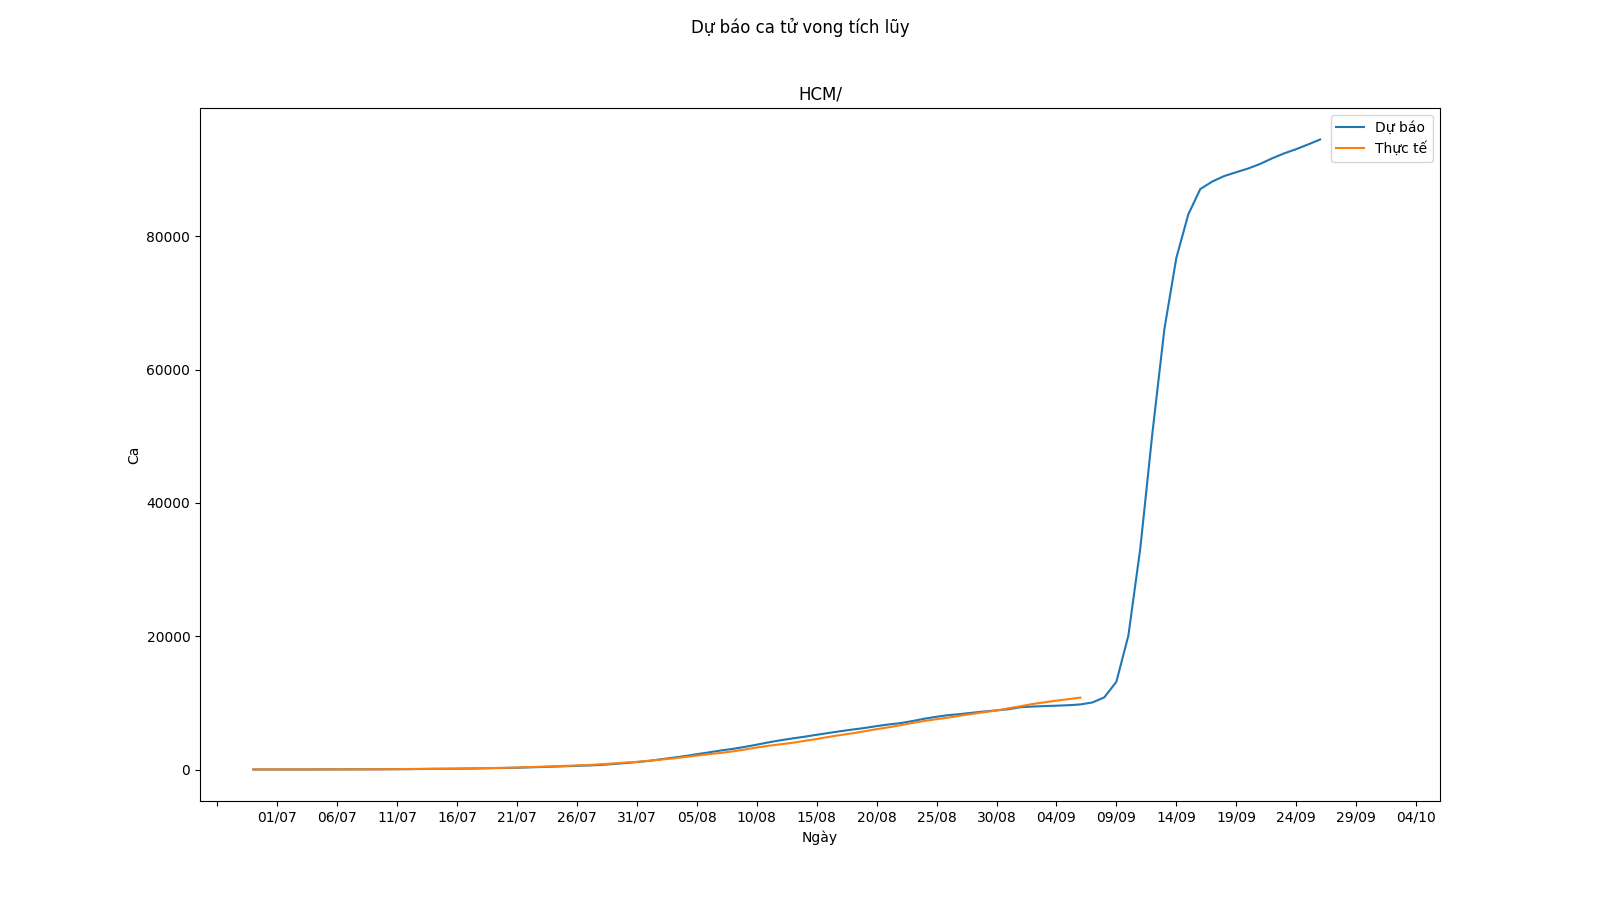 Dự báo ca tử vong tích lũy
HCM/
Dự báo
Thực tế
80000
60000
40000
20000
0
Ca
01/07 06/07 11/07 16/07 21/07 26/07 31/07 05/08 10/08 15/08 20/08 25/08 30/08 04/09 09/09 14/09 19/09 24/09 29/09 04/10
Ngày